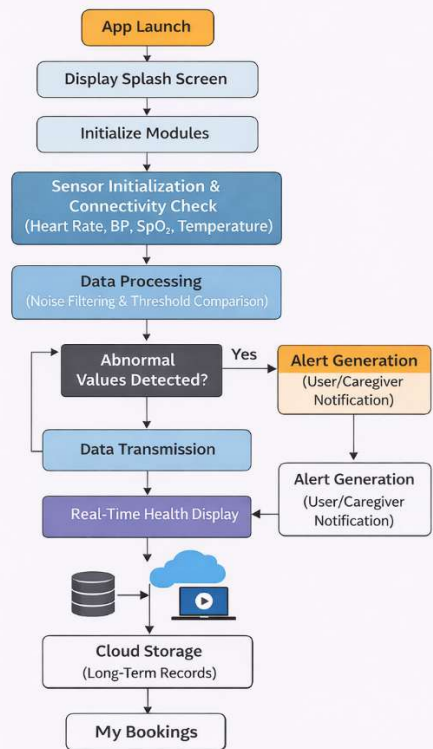 App Launch
Display Splash Screen
Initialize Modules
Sensor Initialization &
Connectivity Check
(Heart Rate, BP, SpO₂, Temperature)
Data Processing
(Noise Filtering & Threshold Comparison)
Abnormal
Values Detected?
Yes
Alert Generation
(User/Caregiver
Notification)
Data Transmission
Alert Generation
(User/Caregiver
Notification)
Real-Time Health Display
Cloud Storage
(Long-Term Records)
My Bookings